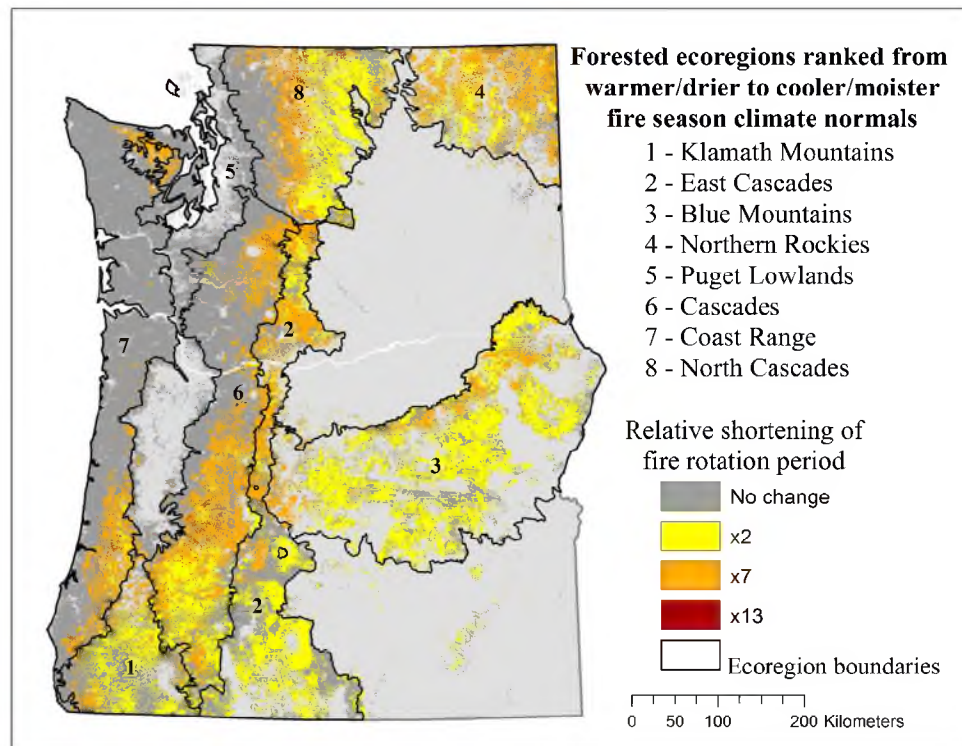 Forested ecoregions ranked from
warmer/drier to cooler/moister
fire season climate normals
1 - Klamath Mountains
2 - East Cascades
3 - Blue Mountains
4 - Northern Rockies
5 - Puget Lowlands
6 - Cascades
7 - Coast Range
8 - North Cascades
Relative shortening of
fire rotation period
No change
x2
x7
x13
Ecoregion boundaries
0 50 100 200 Kilometers
8
4
5
2
7
6
3
2
1